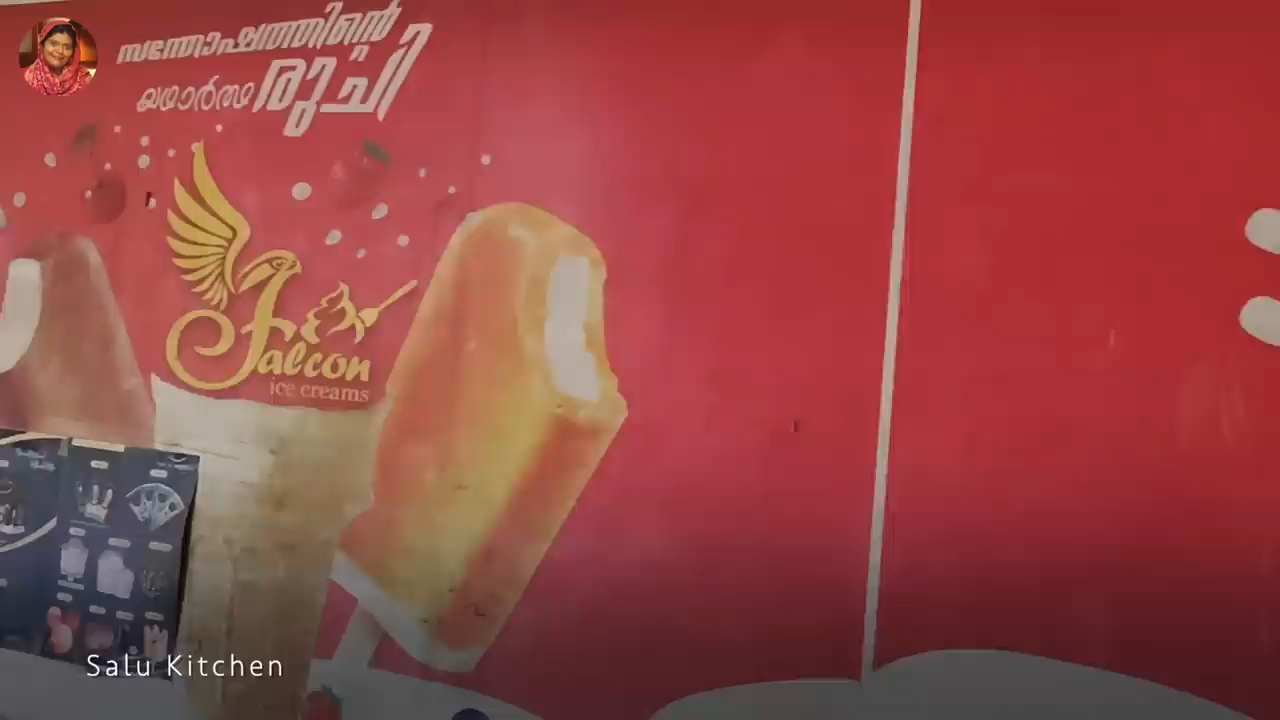 സന്തോഷത്തിന്റെ
യഥാർത്ഥ രുചി
Falcon
ice creams
Salu Kitchen